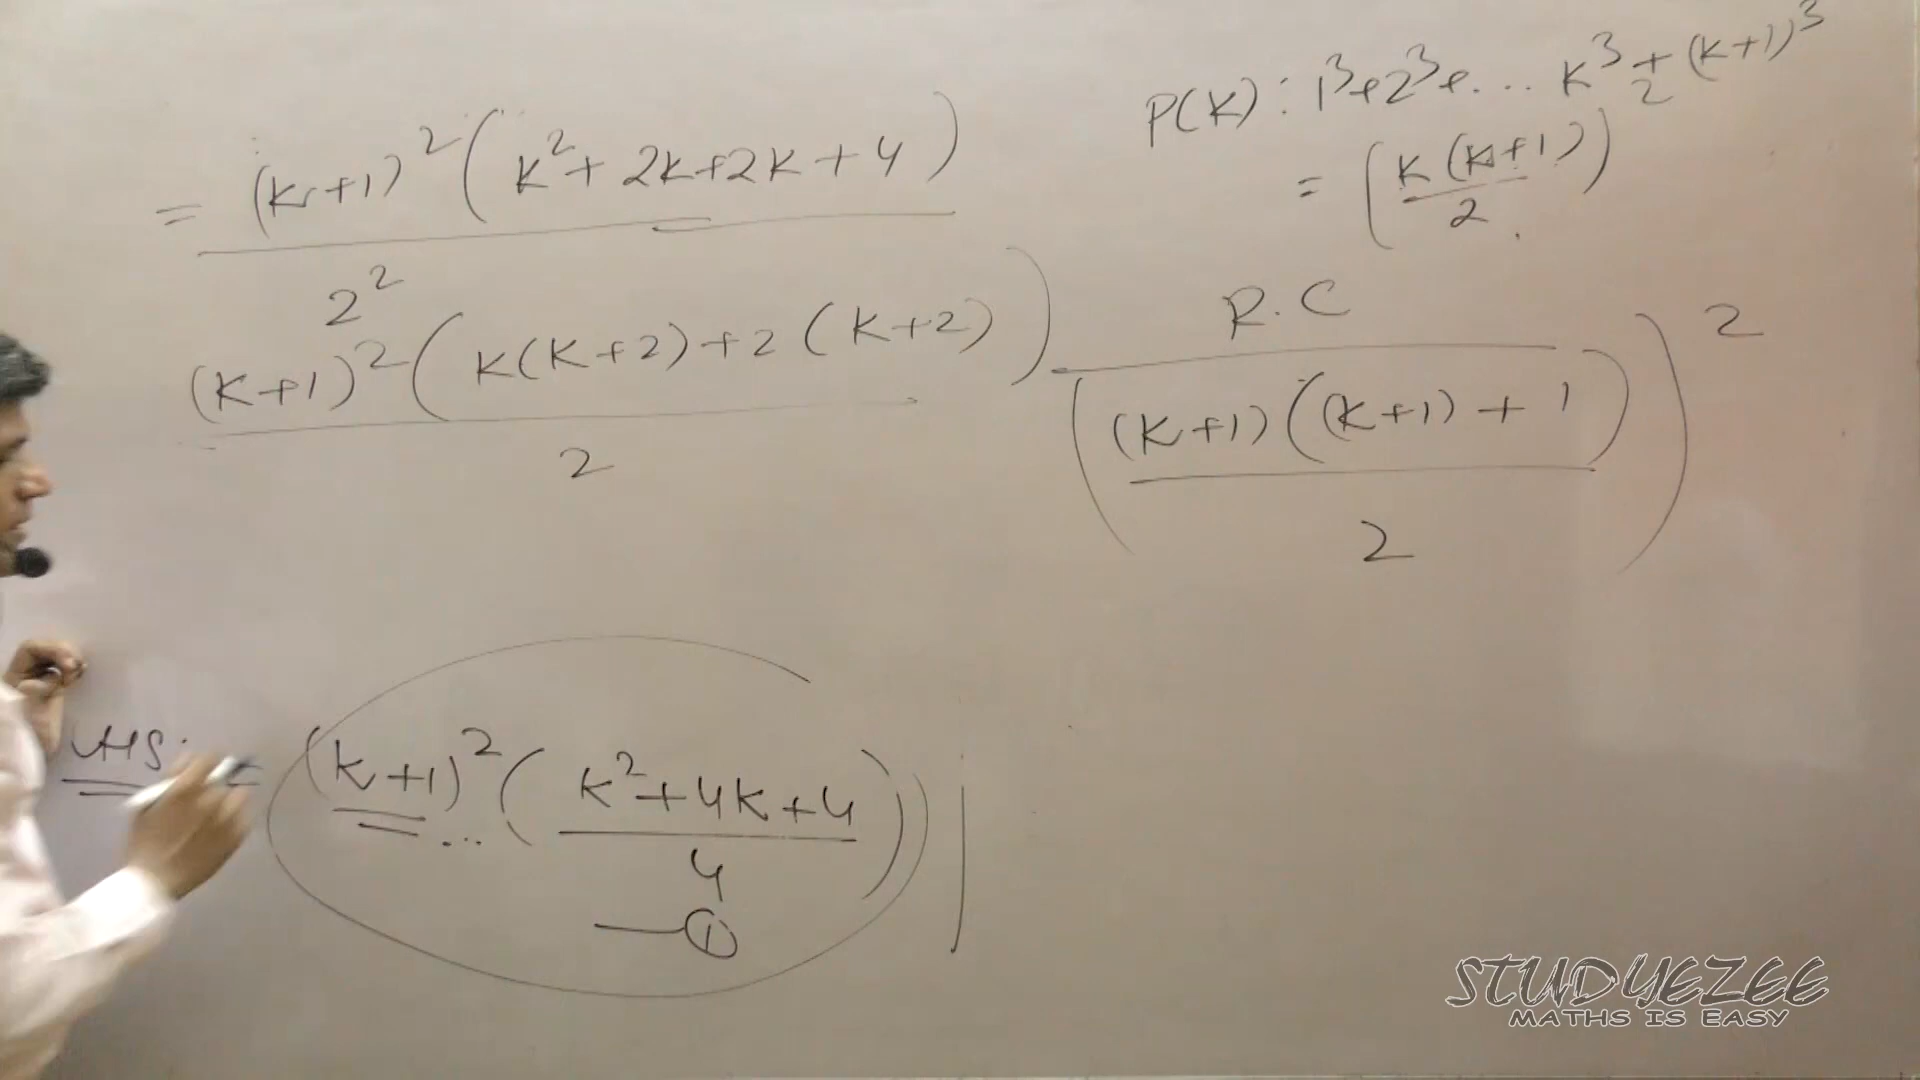 P(K) : 1³+2³+... K³ + (K+1)³
= (K(K+1)/2)²
= (K+1)² (K²+2K+2K+4) / 2²
(K+1)² (K(K+2)+2(K+2)) / 2
R.C
((K+1)((K+1)+1)/2)²
LHS. = (K+1)² ((K²+4K+4)/4)
—①
STUDYEZEE
MATHS IS EASY